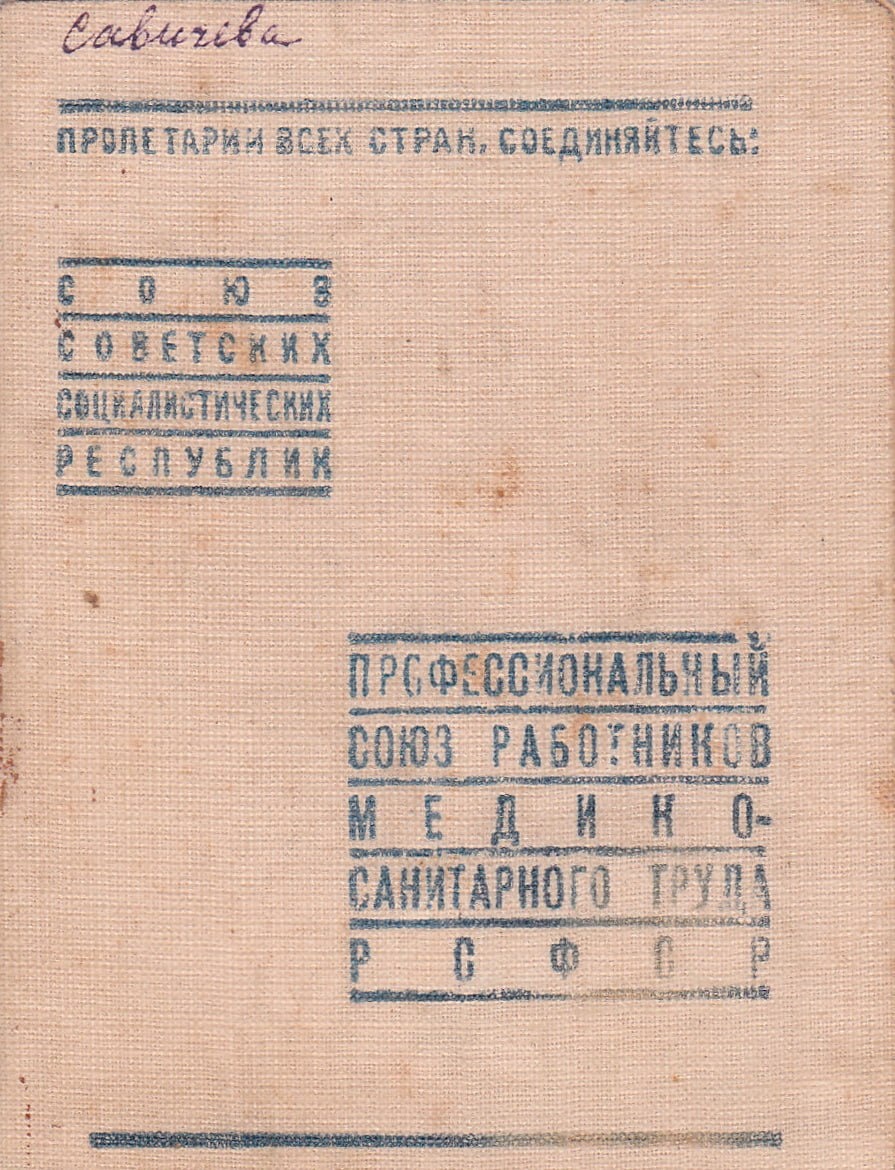 Савичева
ПРОЛЕТАРИИ ВСЕХ СТРАН, СОЕДИНЯЙТЕСЬ!
СОЮЗ
СОВЕТСКИХ
СОЦИАЛИСТИЧЕСКИХ
РЕСПУБЛИК
ПРОФЕССИОНАЛЬНЫЙ
СОЮЗ РАБОТНИКОВ
МЕДИКО-
САНИТАРНОГО ТРУДА
РСФСР